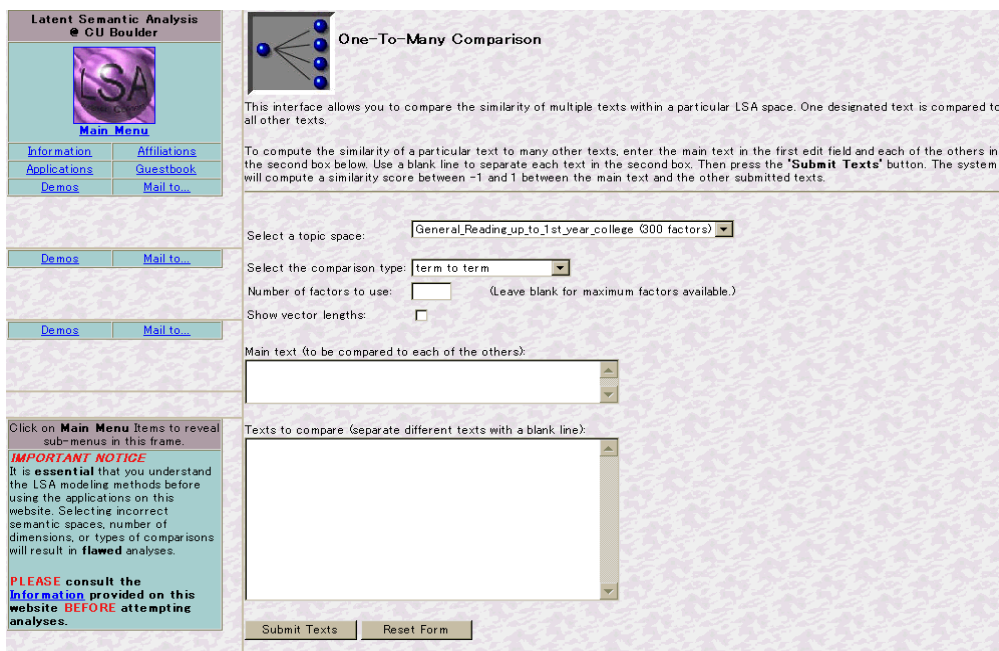 Latent Semantic Analysis
@ CU Boulder
LSA
Main Menu
Information Affiliations
Applications Guestbook
Demos Mail to...
Demos Mail to...
Demos Mail to...
Click on Main Menu Items to reveal
sub-menus in this frame.
IMPORTANT NOTICE
It is essential that you understand
the LSA modeling methods before
using the applications on this
website. Selecting incorrect
semantic spaces, number of
dimensions, or types of comparisons
will result in flawed analyses.
PLEASE consult the
Information provided on this
website BEFORE attempting
analyses.
One-To-Many Comparison
This interface allows you to compare the similarity of multiple texts within a particular LSA space. One designated text is compared to
all other texts.
To compute the similarity of a particular text to many other texts, enter the main text in the first edit field and each of the others in
the second box below. Use a blank line to separate each text in the second box. Then press the 'Submit Texts' button. The system
will compute a similarity score between -1 and 1 between the main text and the other submitted texts.
Select a topic space: General_Reading_up_to_1st_year_college (300 factors)
Select the comparison type: term to term
Number of factors to use: (Leave blank for maximum factors available.)
Show vector lengths:
Main text (to be compared to each of the others):
Texts to compare (separate different texts with a blank line):
Submit Texts Reset Form